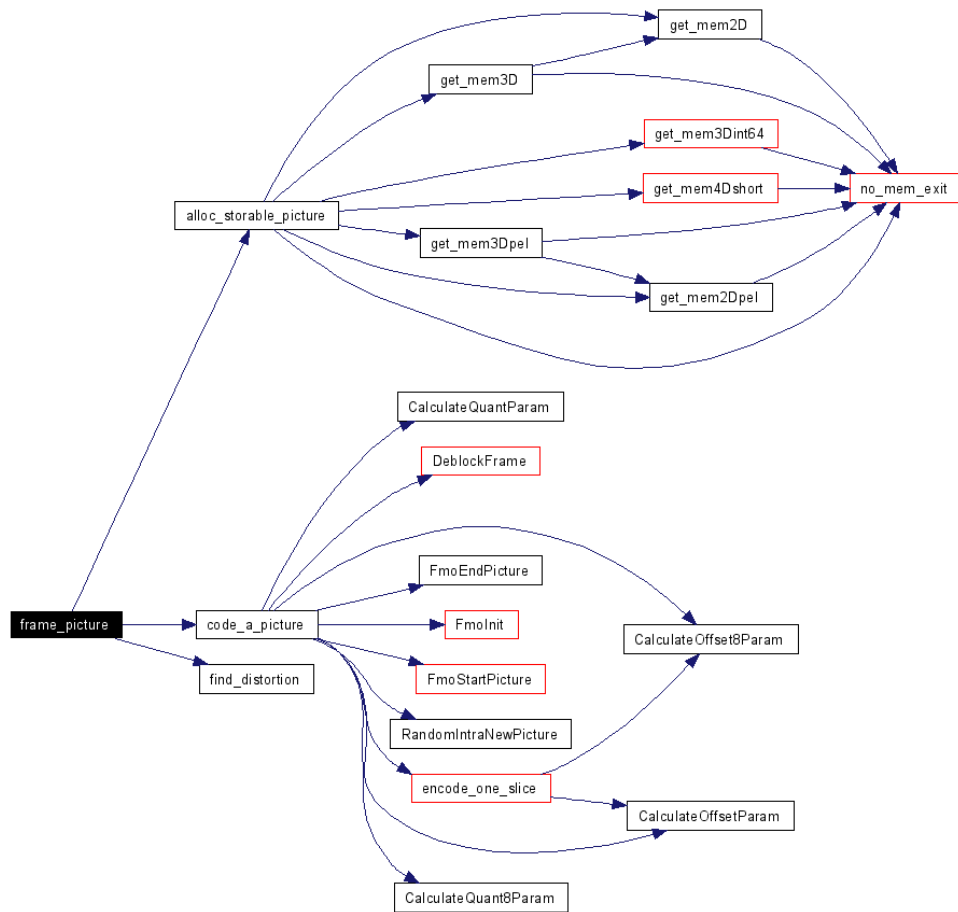 get_mem2D
get_mem3D
get_mem3Dint64
get_mem4Dshort
no_mem_exit
alloc_storable_picture
get_mem3Dpel
get_mem2Dpel
CalculateQuantParam
DeblockFrame
FmoEndPicture
frame_picture
code_a_picture
FmoInit
CalculateOffset8Param
find_distortion
FmoStartPicture
RandomIntraNewPicture
encode_one_slice
CalculateOffsetParam
CalculateQuant8Param